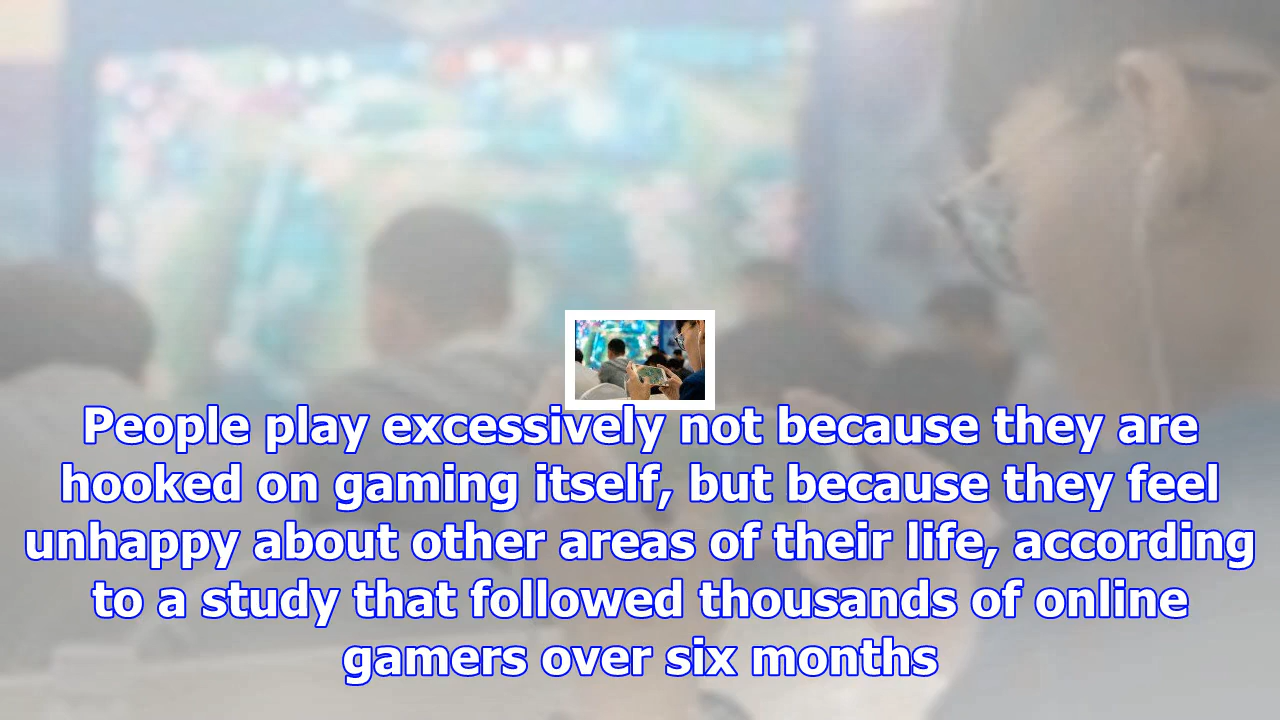 People play excessively not because they are
hooked on gaming itself, but because they feel
unhappy about other areas of their life, according
to a study that followed thousands of online
gamers over six months